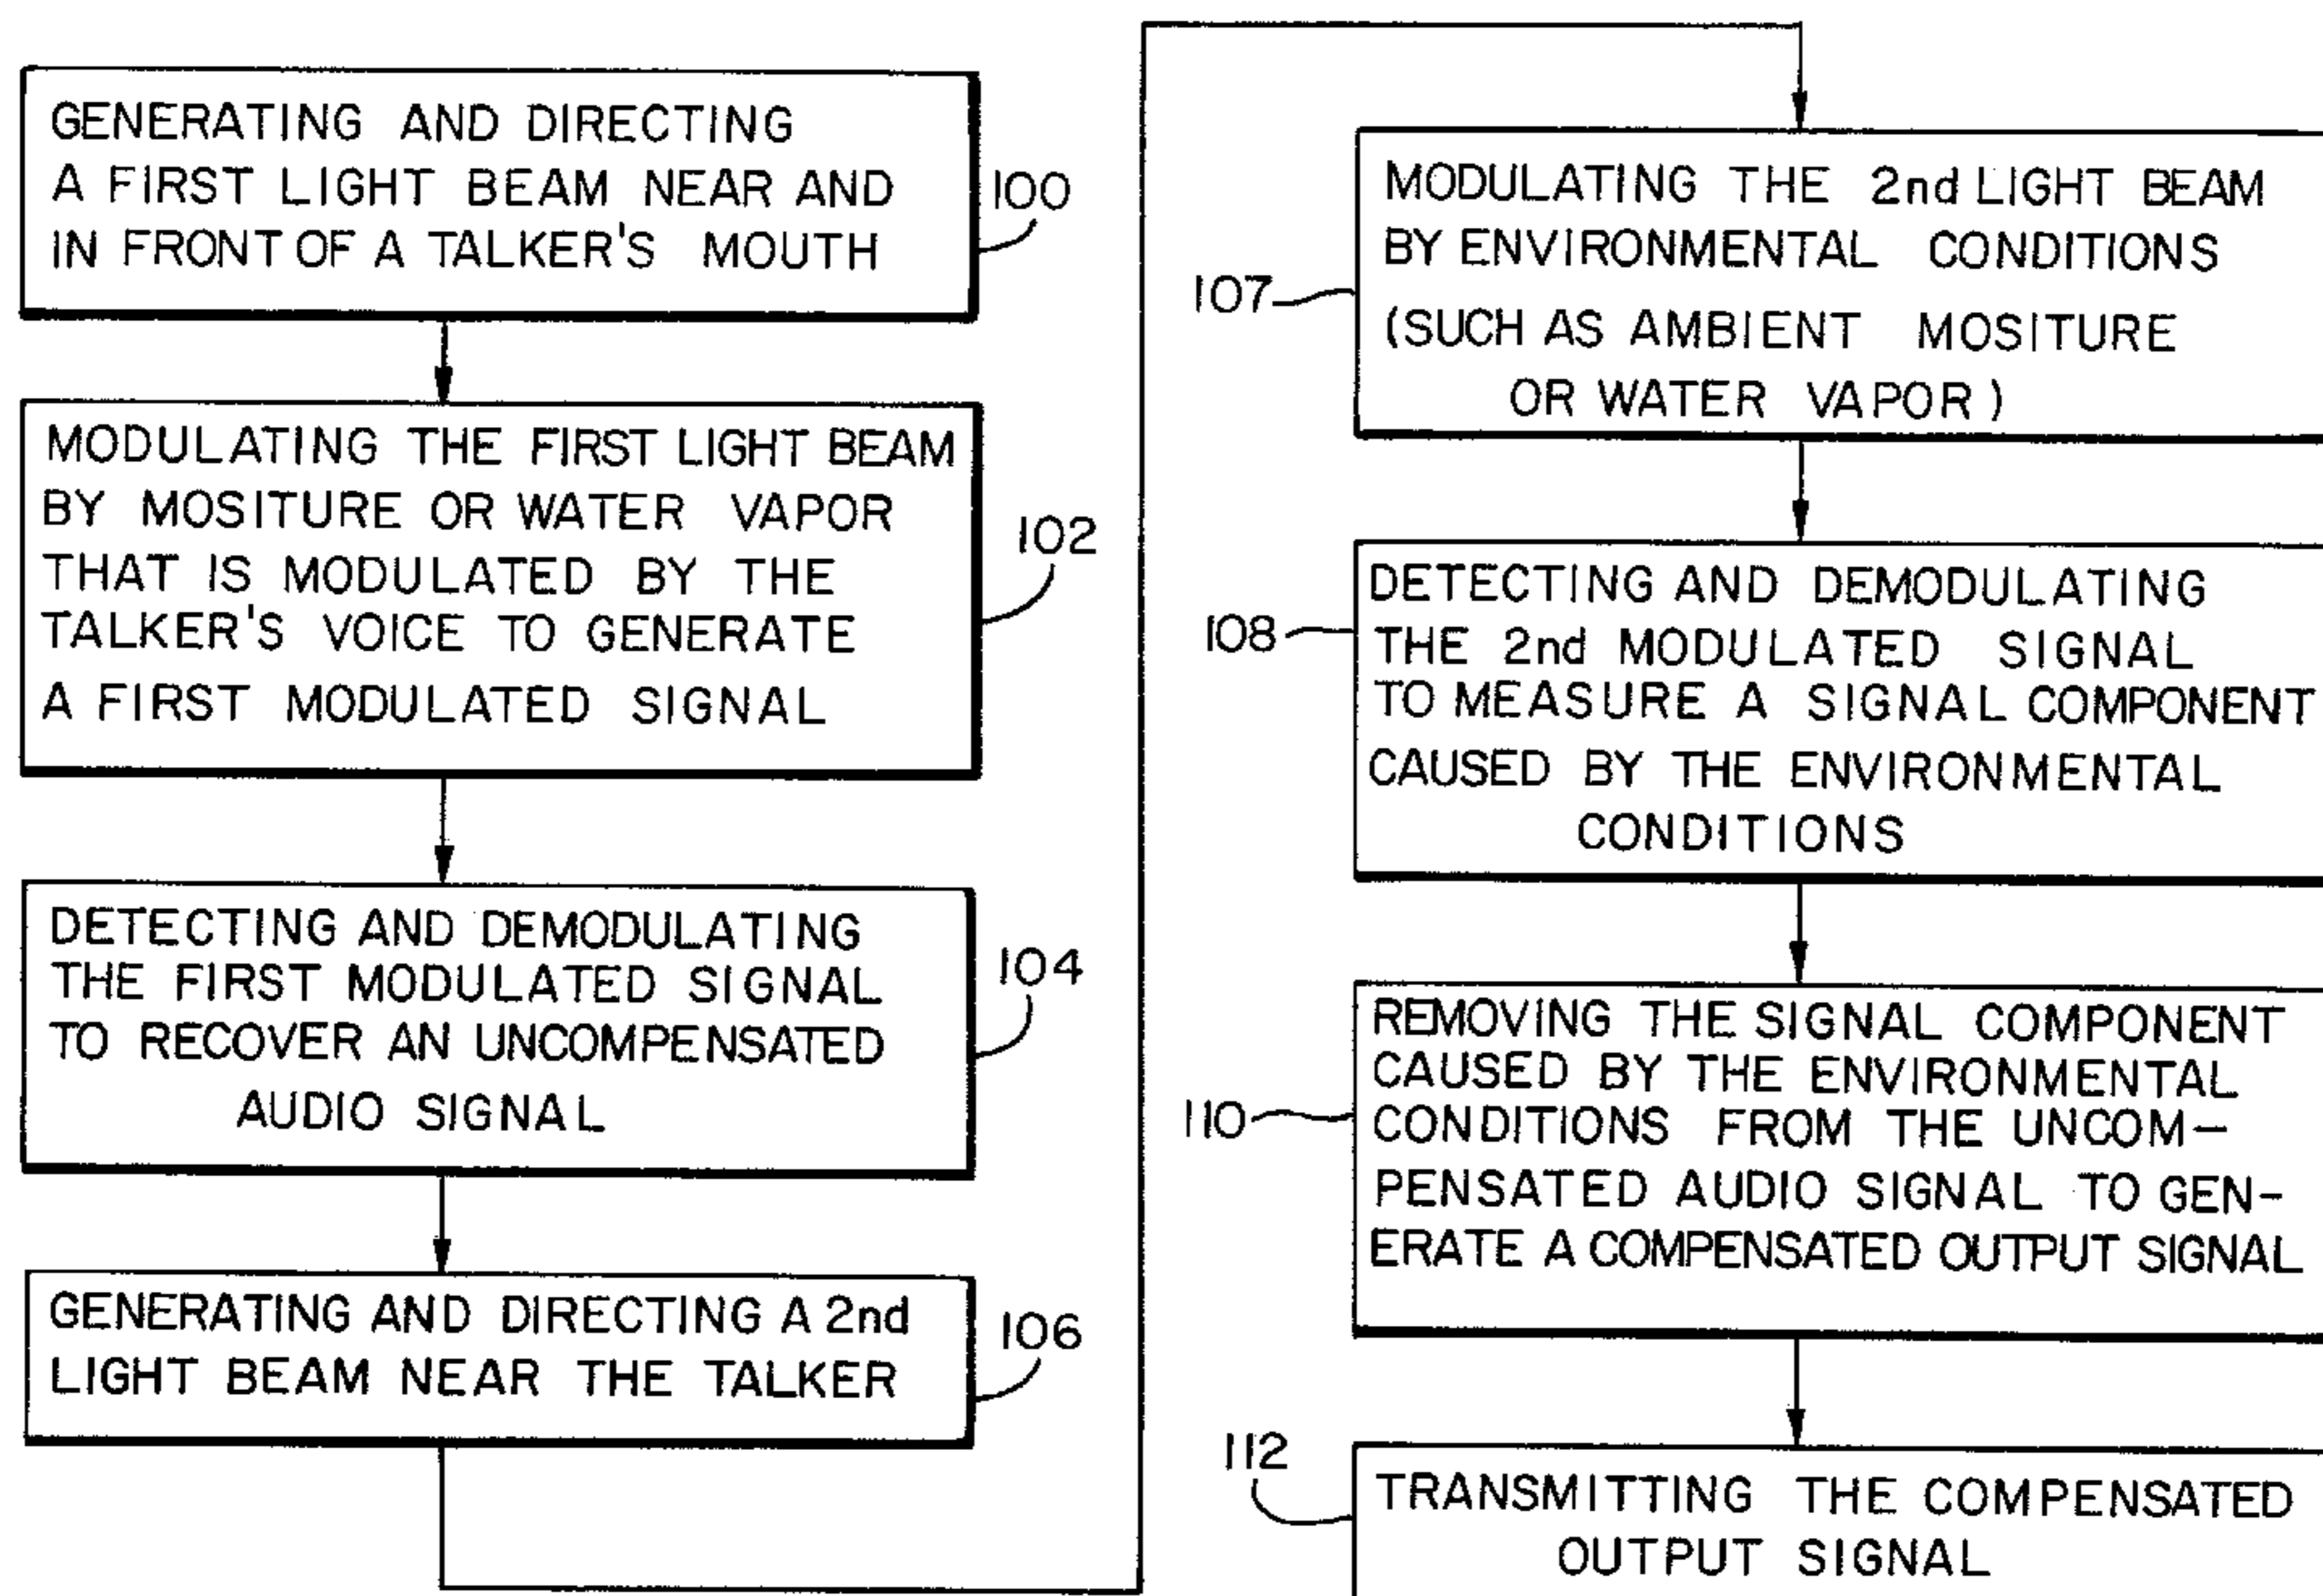 GENERATING AND DIRECTING
A FIRST LIGHT BEAM NEAR AND
IN FRONT OF A TALKER'S MOUTH
100
MODULATING THE FIRST LIGHT BEAM
BY MOSITURE OR WATER VAPOR
THAT IS MODULATED BY THE
TALKER'S VOICE TO GENERATE
A FIRST MODULATED SIGNAL
102
DETECTING AND DEMODULATING
THE FIRST MODULATED SIGNAL
TO RECOVER AN UNCOMPENSATED
AUDIO SIGNAL
104
GENERATING AND DIRECTING A 2nd
LIGHT BEAM NEAR THE TALKER
106
MODULATING THE 2nd LIGHT BEAM
BY ENVIRONMENTAL CONDITIONS
(SUCH AS AMBIENT MOSITURE
OR WATER VAPOR)
107
DETECTING AND DEMODULATING
THE 2nd MODULATED SIGNAL
TO MEASURE A SIGNAL COMPONENT
CAUSED BY THE ENVIRONMENTAL
CONDITIONS
108
REMOVING THE SIGNAL COMPONENT
CAUSED BY THE ENVIRONMENTAL
CONDITIONS FROM THE UNCOM-
PENSATED AUDIO SIGNAL TO GEN-
ERATE A COMPENSATED OUTPUT SIGNAL
110
TRANSMITTING THE COMPENSATED
OUTPUT SIGNAL
112